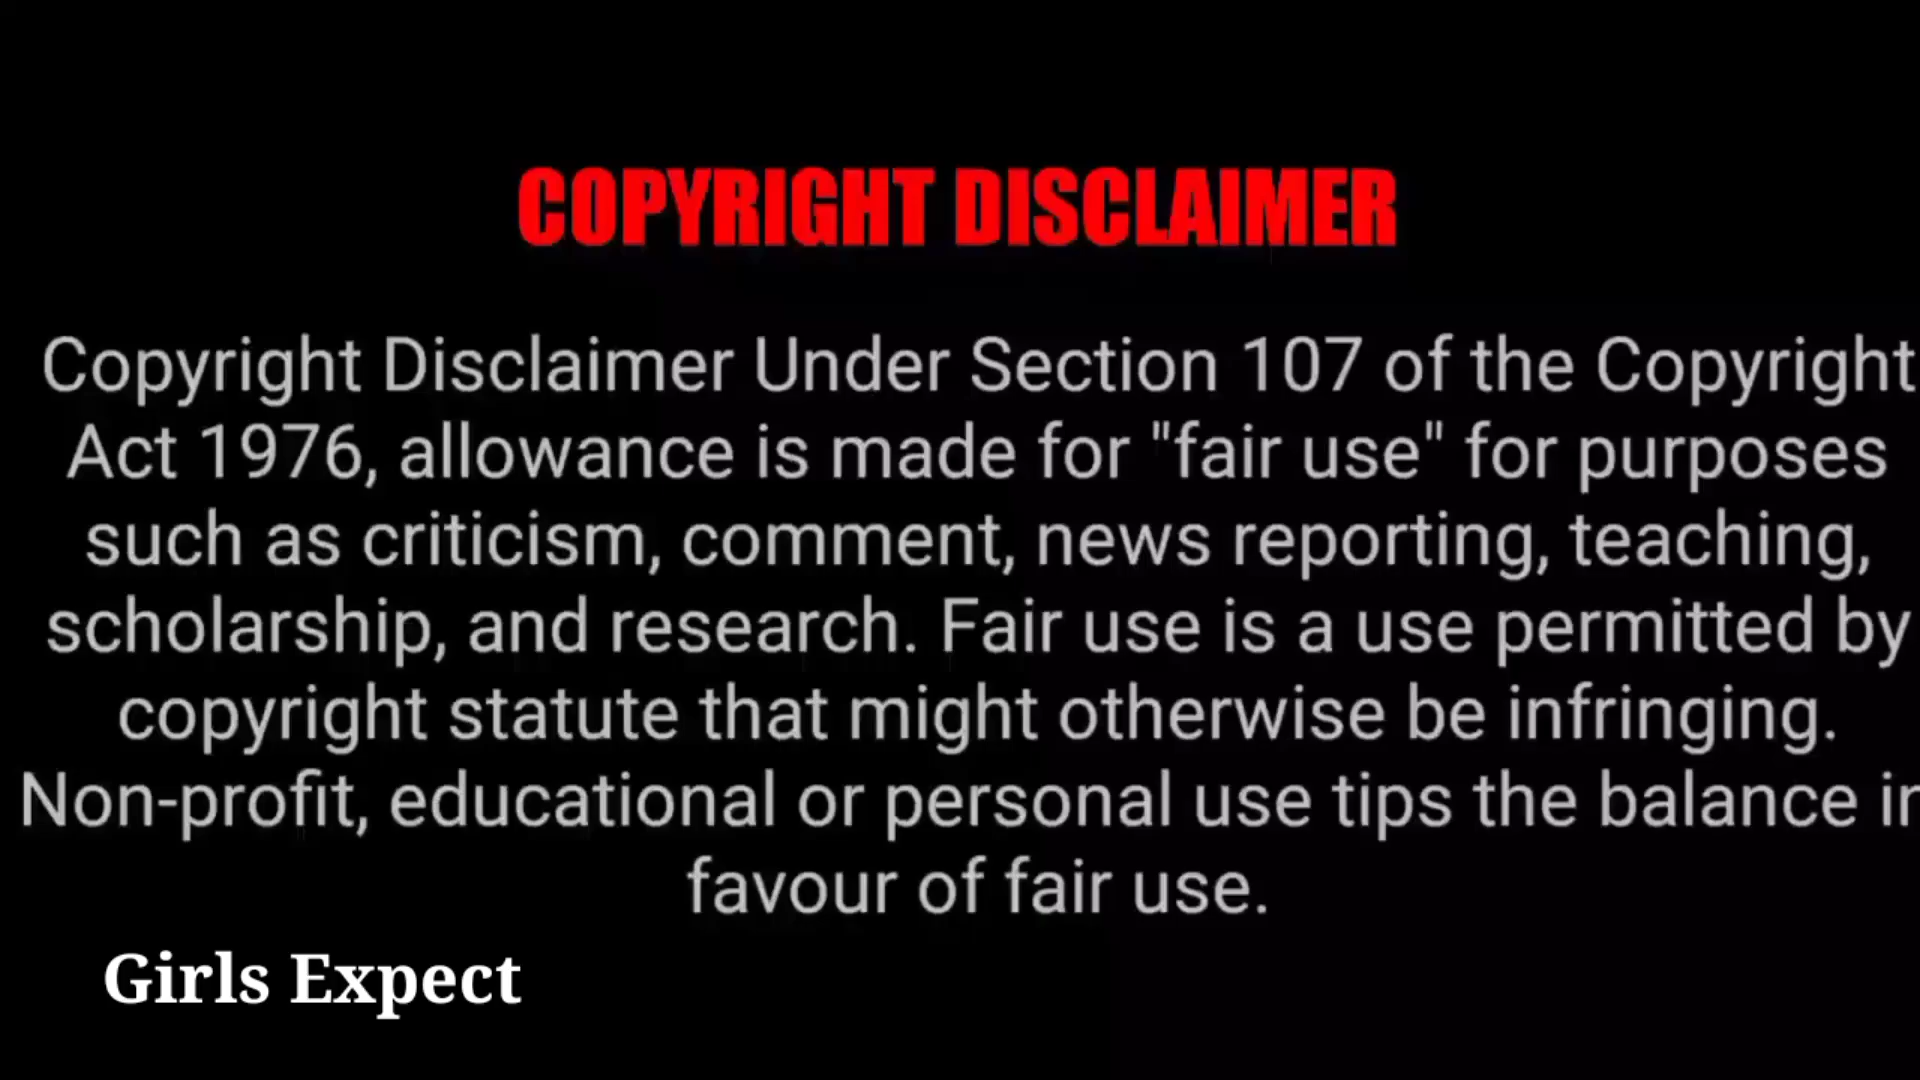 COPYRIGHT DISCLAIMER
Copyright Disclaimer Under Section 107 of the Copyright
Act 1976, allowance is made for "fair use" for purposes
such as criticism, comment, news reporting, teaching,
scholarship, and research. Fair use is a use permitted by
copyright statute that might otherwise be infringing.
Non-profit, educational or personal use tips the balance in
favour of fair use.
Girls Expect